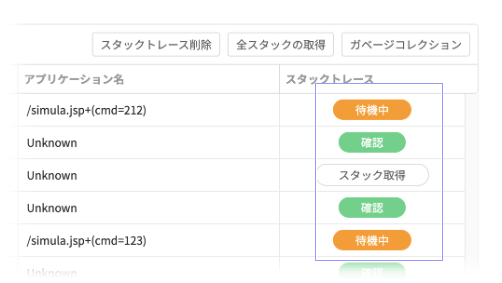 スタックトレース削除 全スタックの取得 ガベージコレクション
アプリケーション名 スタックトレース
/simula.jsp+(cmd=212) 待機中
Unknown 確認
Unknown スタック取得
Unknown 確認
/simula.jsp+(cmd=123) 待機中
Unknown 確認